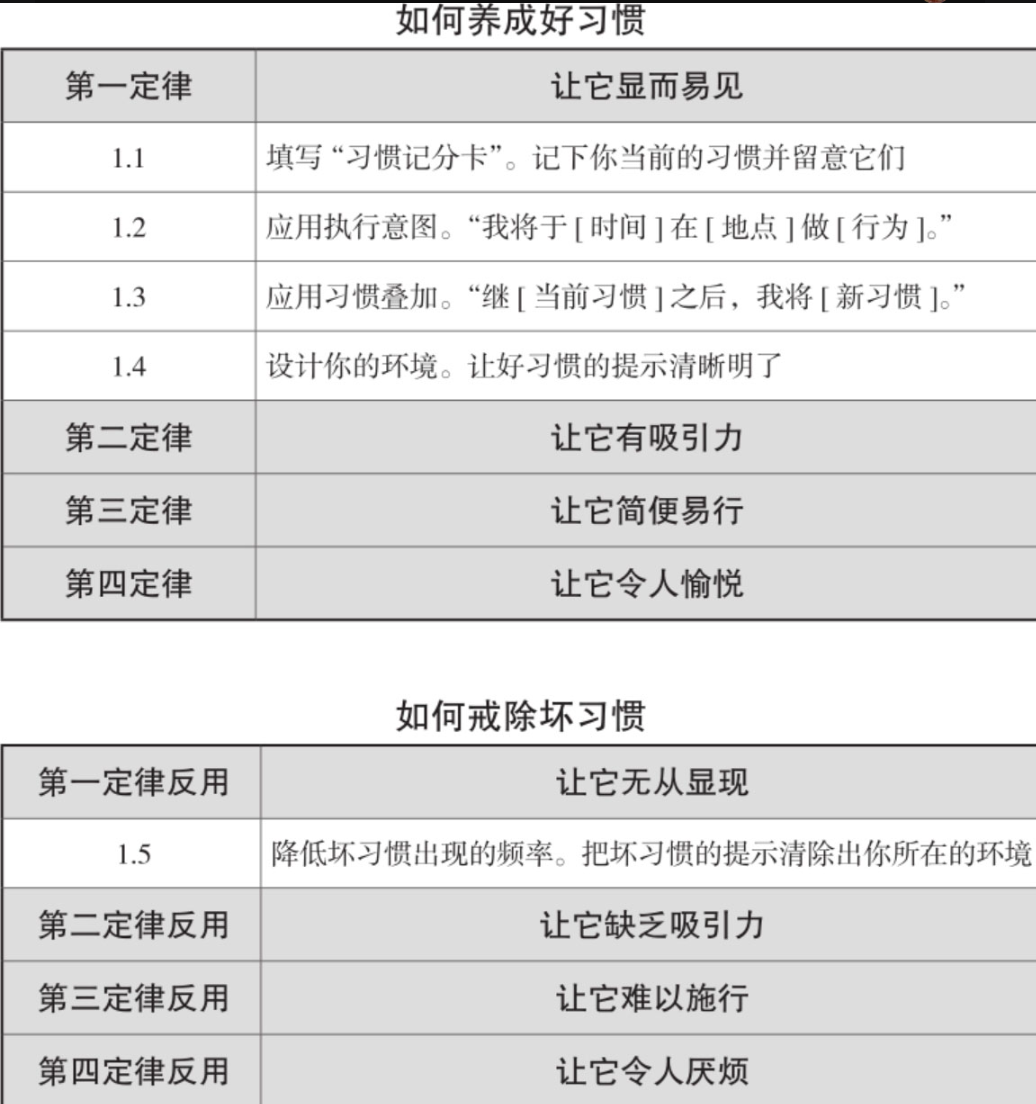 如何养成好习惯
第一定律 让它显而易见
1.1 填写“习惯记分卡”。记下你当前的习惯并留意它们
1.2 应用执行意图。“我将于 [ 时间 ] 在 [ 地点 ] 做 [ 行为 ]。”
1.3 应用习惯叠加。“继 [ 当前习惯 ] 之后，我将 [ 新习惯 ]。”
1.4 设计你的环境。让好习惯的提示清晰明了
第二定律 让它有吸引力
第三定律 让它简便易行
第四定律 让它令人愉悦
如何戒除坏习惯
第一定律反用 让它无从显现
1.5 降低坏习惯出现的频率。把坏习惯的提示清除出你所在的环境
第二定律反用 让它缺乏吸引力
第三定律反用 让它难以施行
第四定律反用 让它令人厌烦